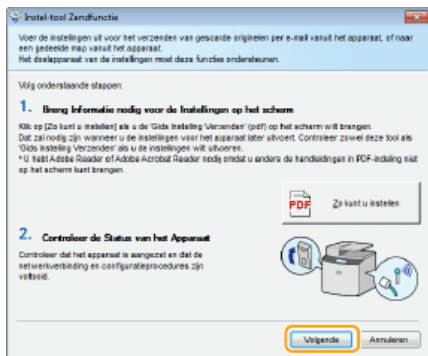 Instel-tool Zendfunctie
Voer de instellingen uit voor het verzenden van gescande originelen per e-mail vanuit het apparaat, of naar
een gedeelde map vanuit het apparaat.
Het doelapparaat van de instellingen moet deze functies ondersteunen.
Volg onderstaande stappen:
1. Breng Informatie nodig voor de Instellingen op het scherm
Klik op [Zo kunt u instellen] als u de 'Gids Instelling Verzenden' (pdf) op het scherm wilt brengen.
Dat zal nodig zijn wanneer u de instellingen voor het apparaat later uitvoert. Controleer zowel deze tool als
'Gids Instelling Verzenden' als u de instellingen wilt uitvoeren.
* U hebt Adobe Reader of Adobe Acrobat Reader nodig omdat u anders de handleidingen in PDF-indeling niet
op het scherm kunt brengen.
PDF
Zo kunt u instellen
2. Controleer de Status van het Apparaat
Controleer dat het apparaat is aangezet en dat de
netwerkverbinding en configuratieprocedures zijn
voltooid.
Volgende
Annuleren